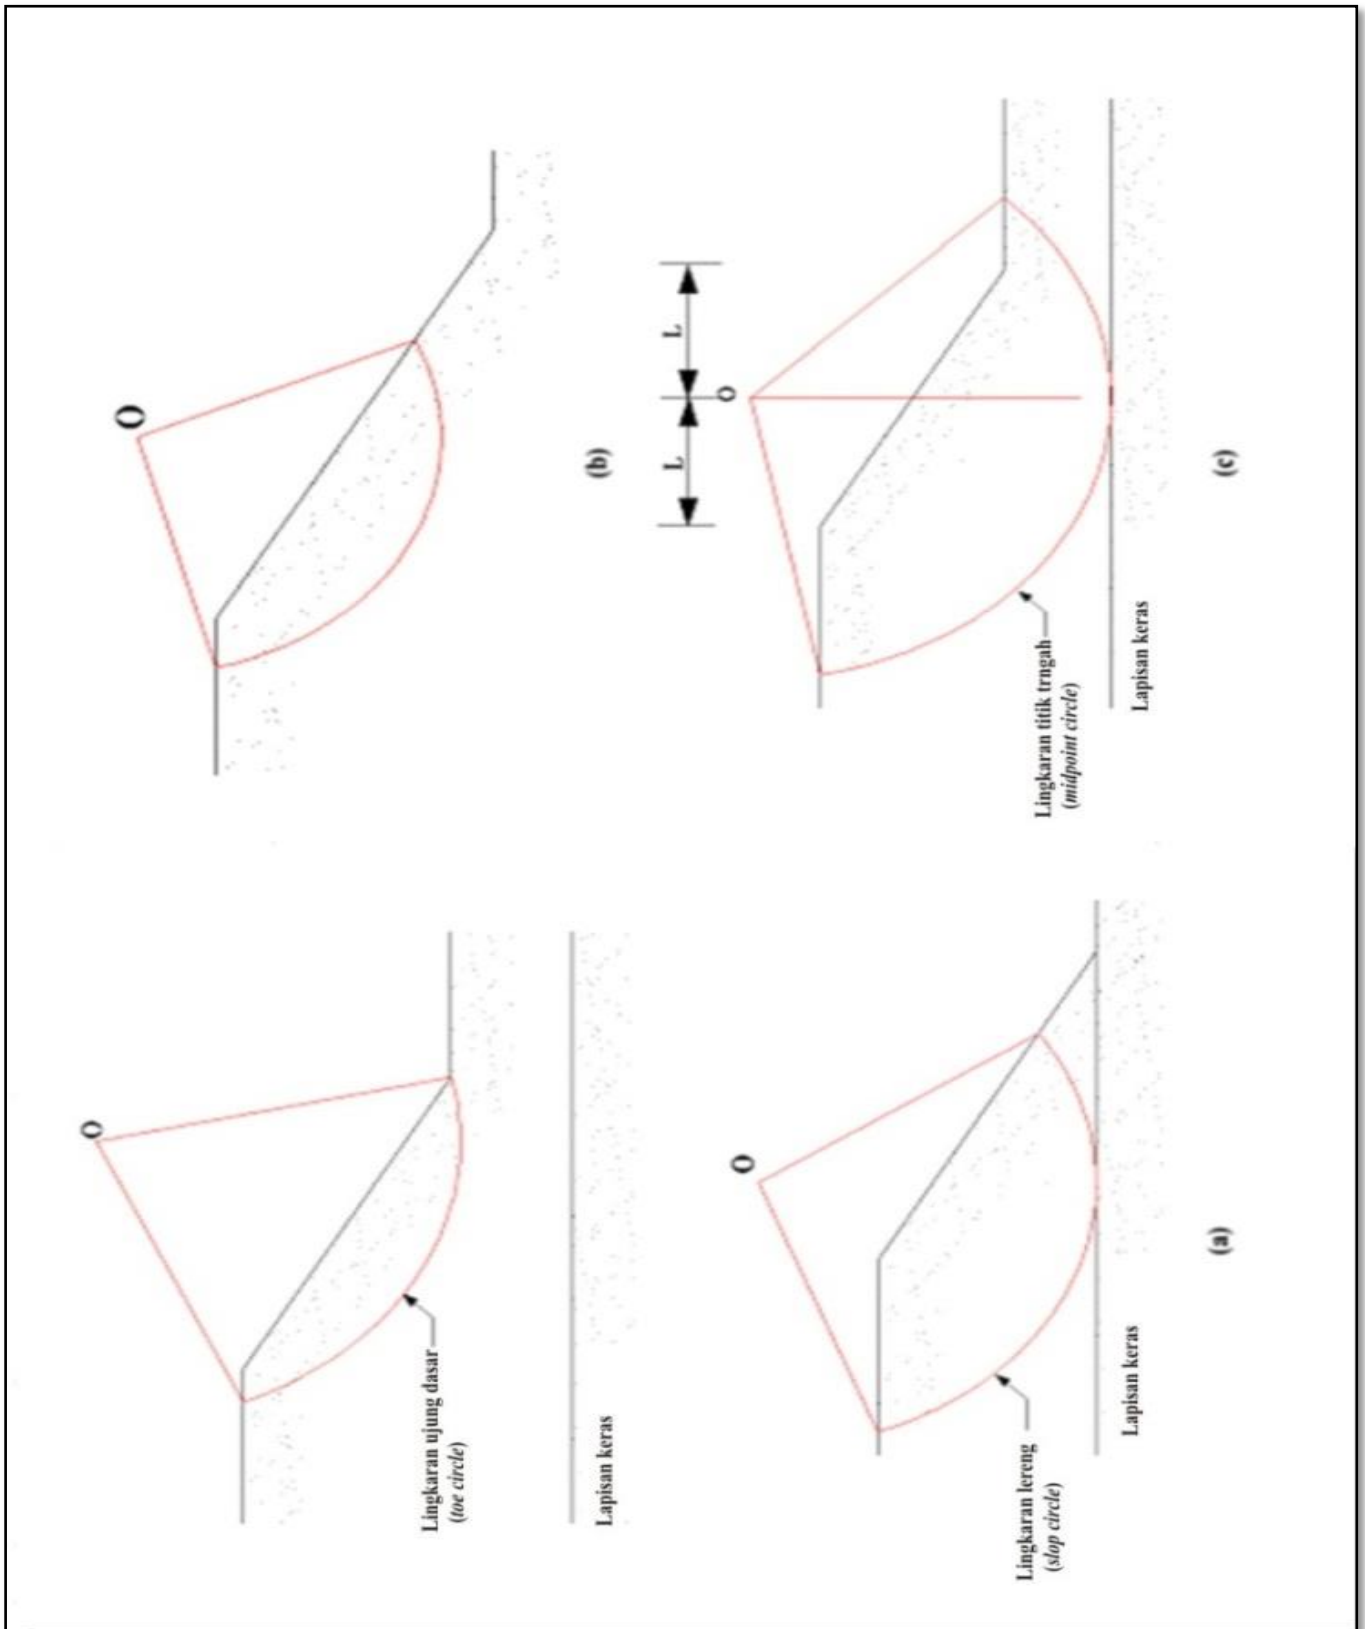 O
Lingkaran ujung dasar
(toe circle)
Lapisan keras
O
(b)
O
Lingkaran lereng
(slop circle)
Lapisan keras
(a)
L
L
O
Lingkaran titik trngah
(midpoint circle)
Lapisan keras
(c)